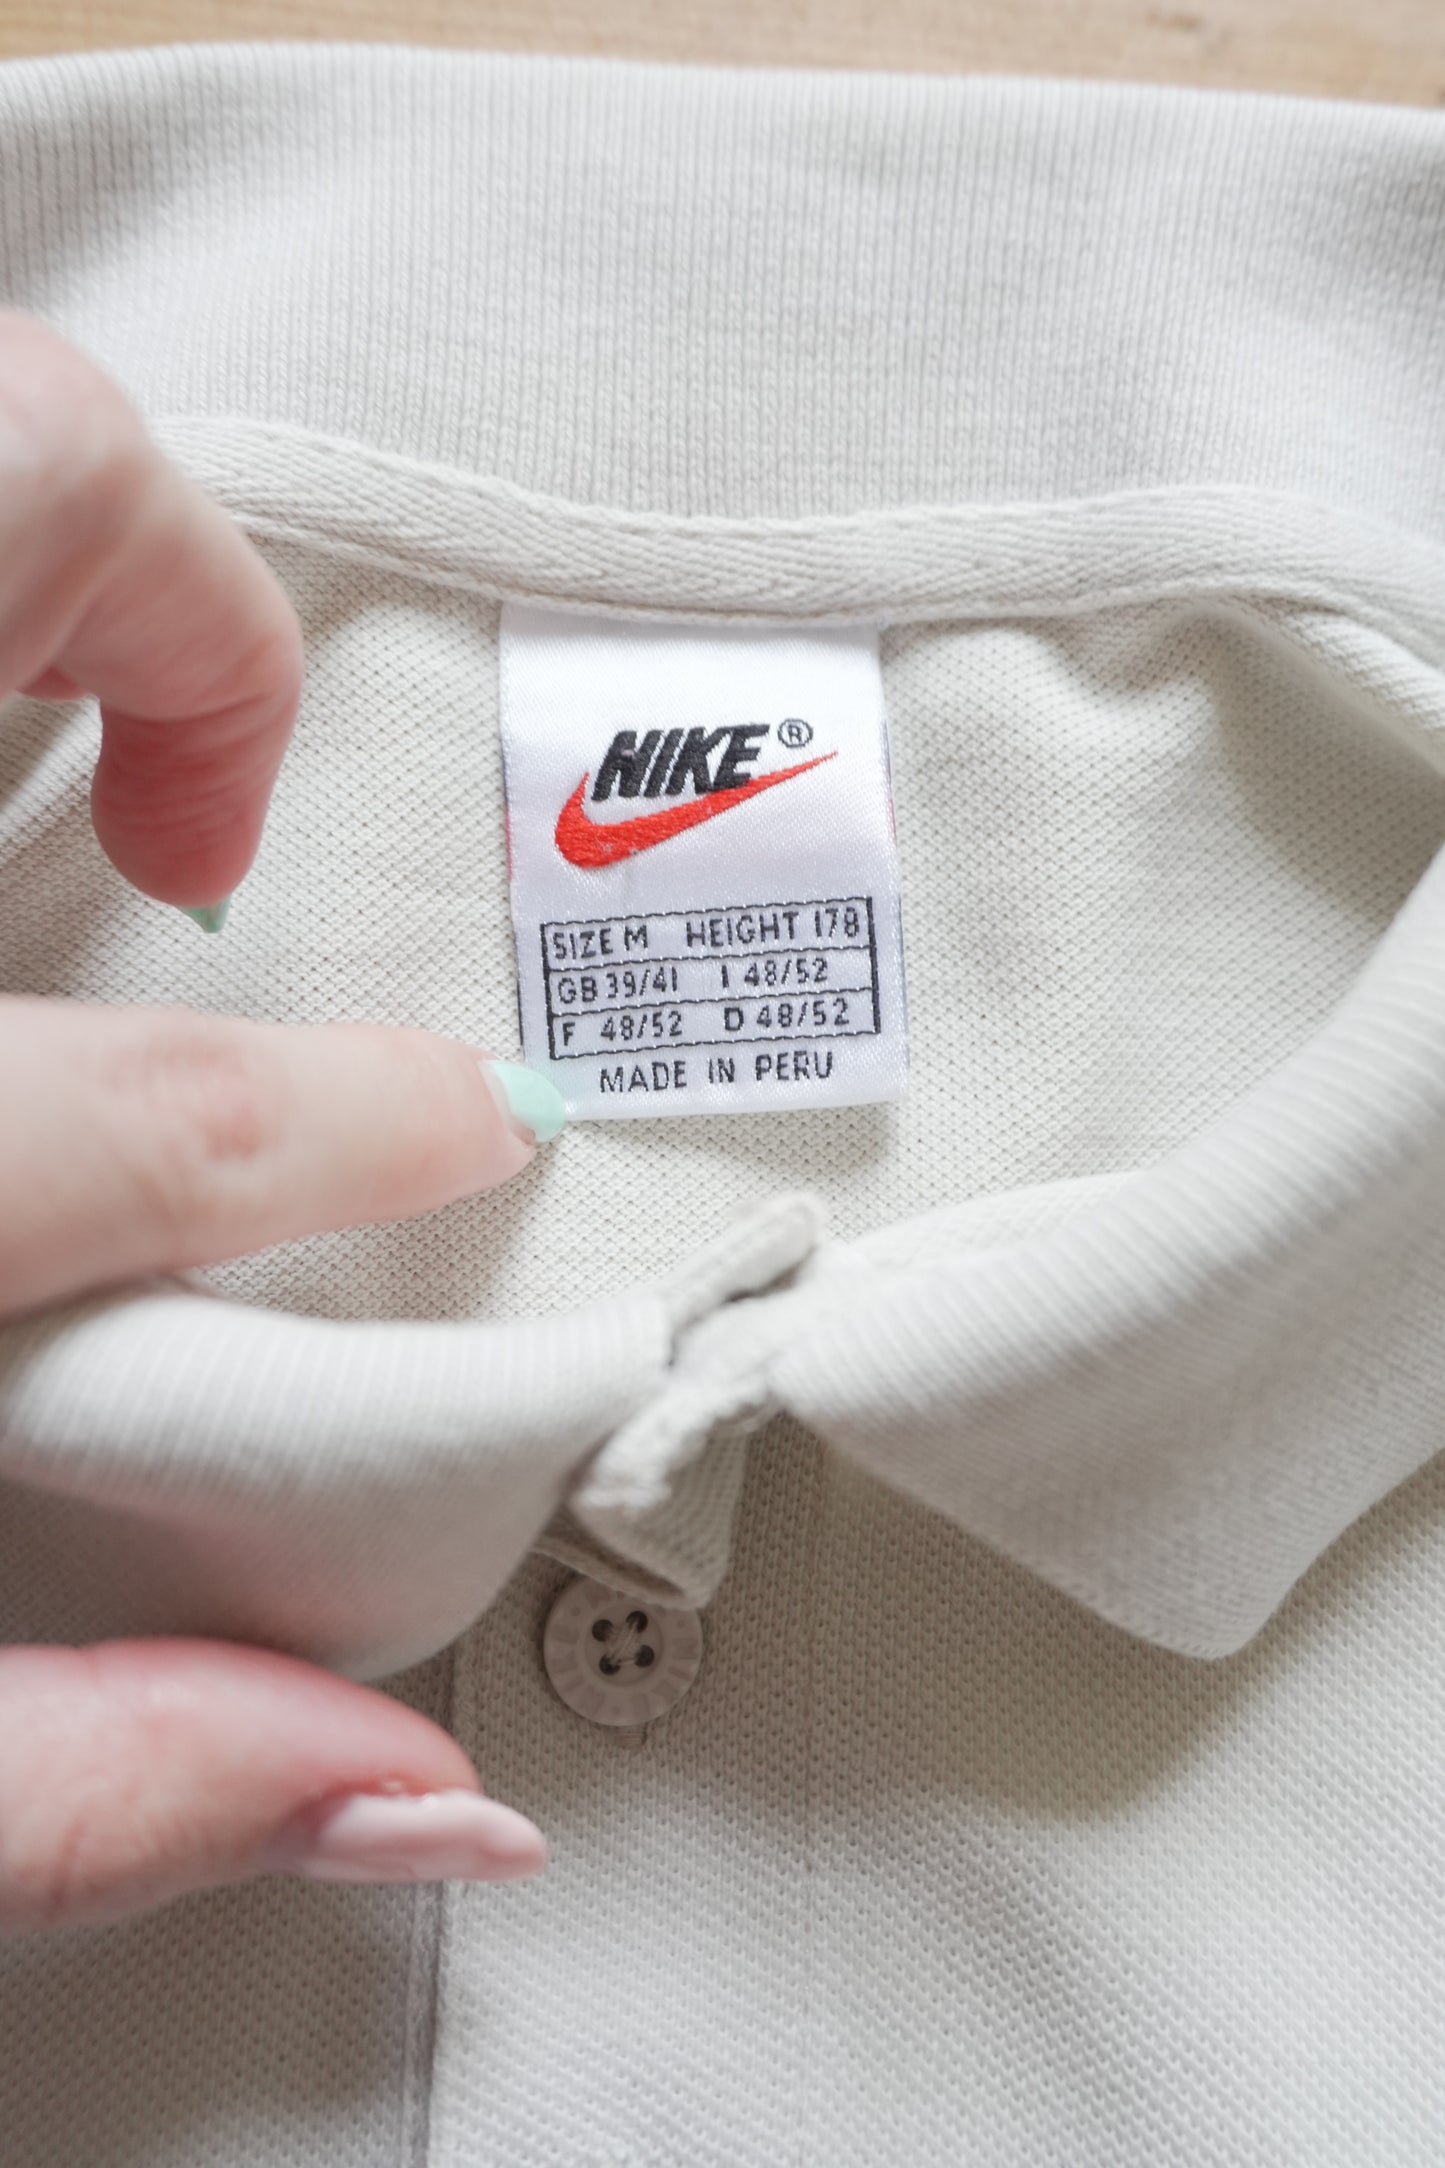 NIKE®
SIZE M HEIGHT 178
GB 39/41 I 48/52
F 48/52 D 48/52
MADE IN PERU